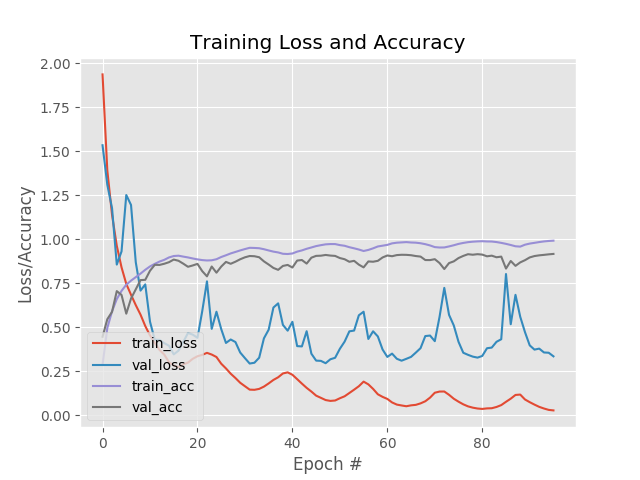 Training Loss and Accuracy
2.00
1.75
1.50
1.25
1.00
0.75
0.50
0.25
0.00
Loss/Accuracy
train_loss
val_loss
train_acc
val_acc
0 20 40 60 80
Epoch #